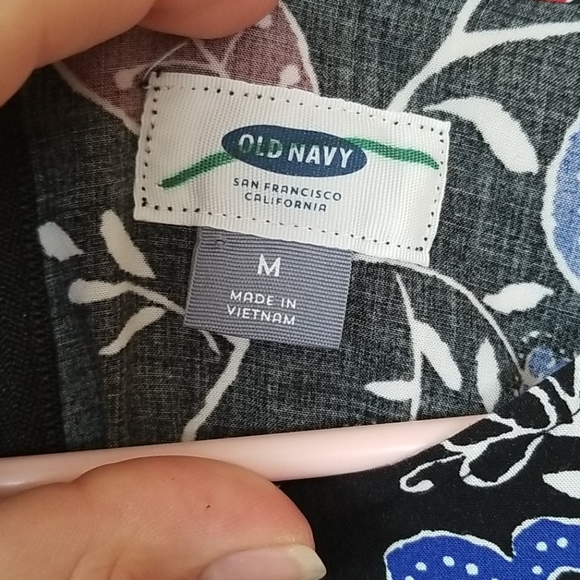 OLD NAVY
SAN FRANCISCO
CALIFORNIA
M
MADE IN
VIETNAM